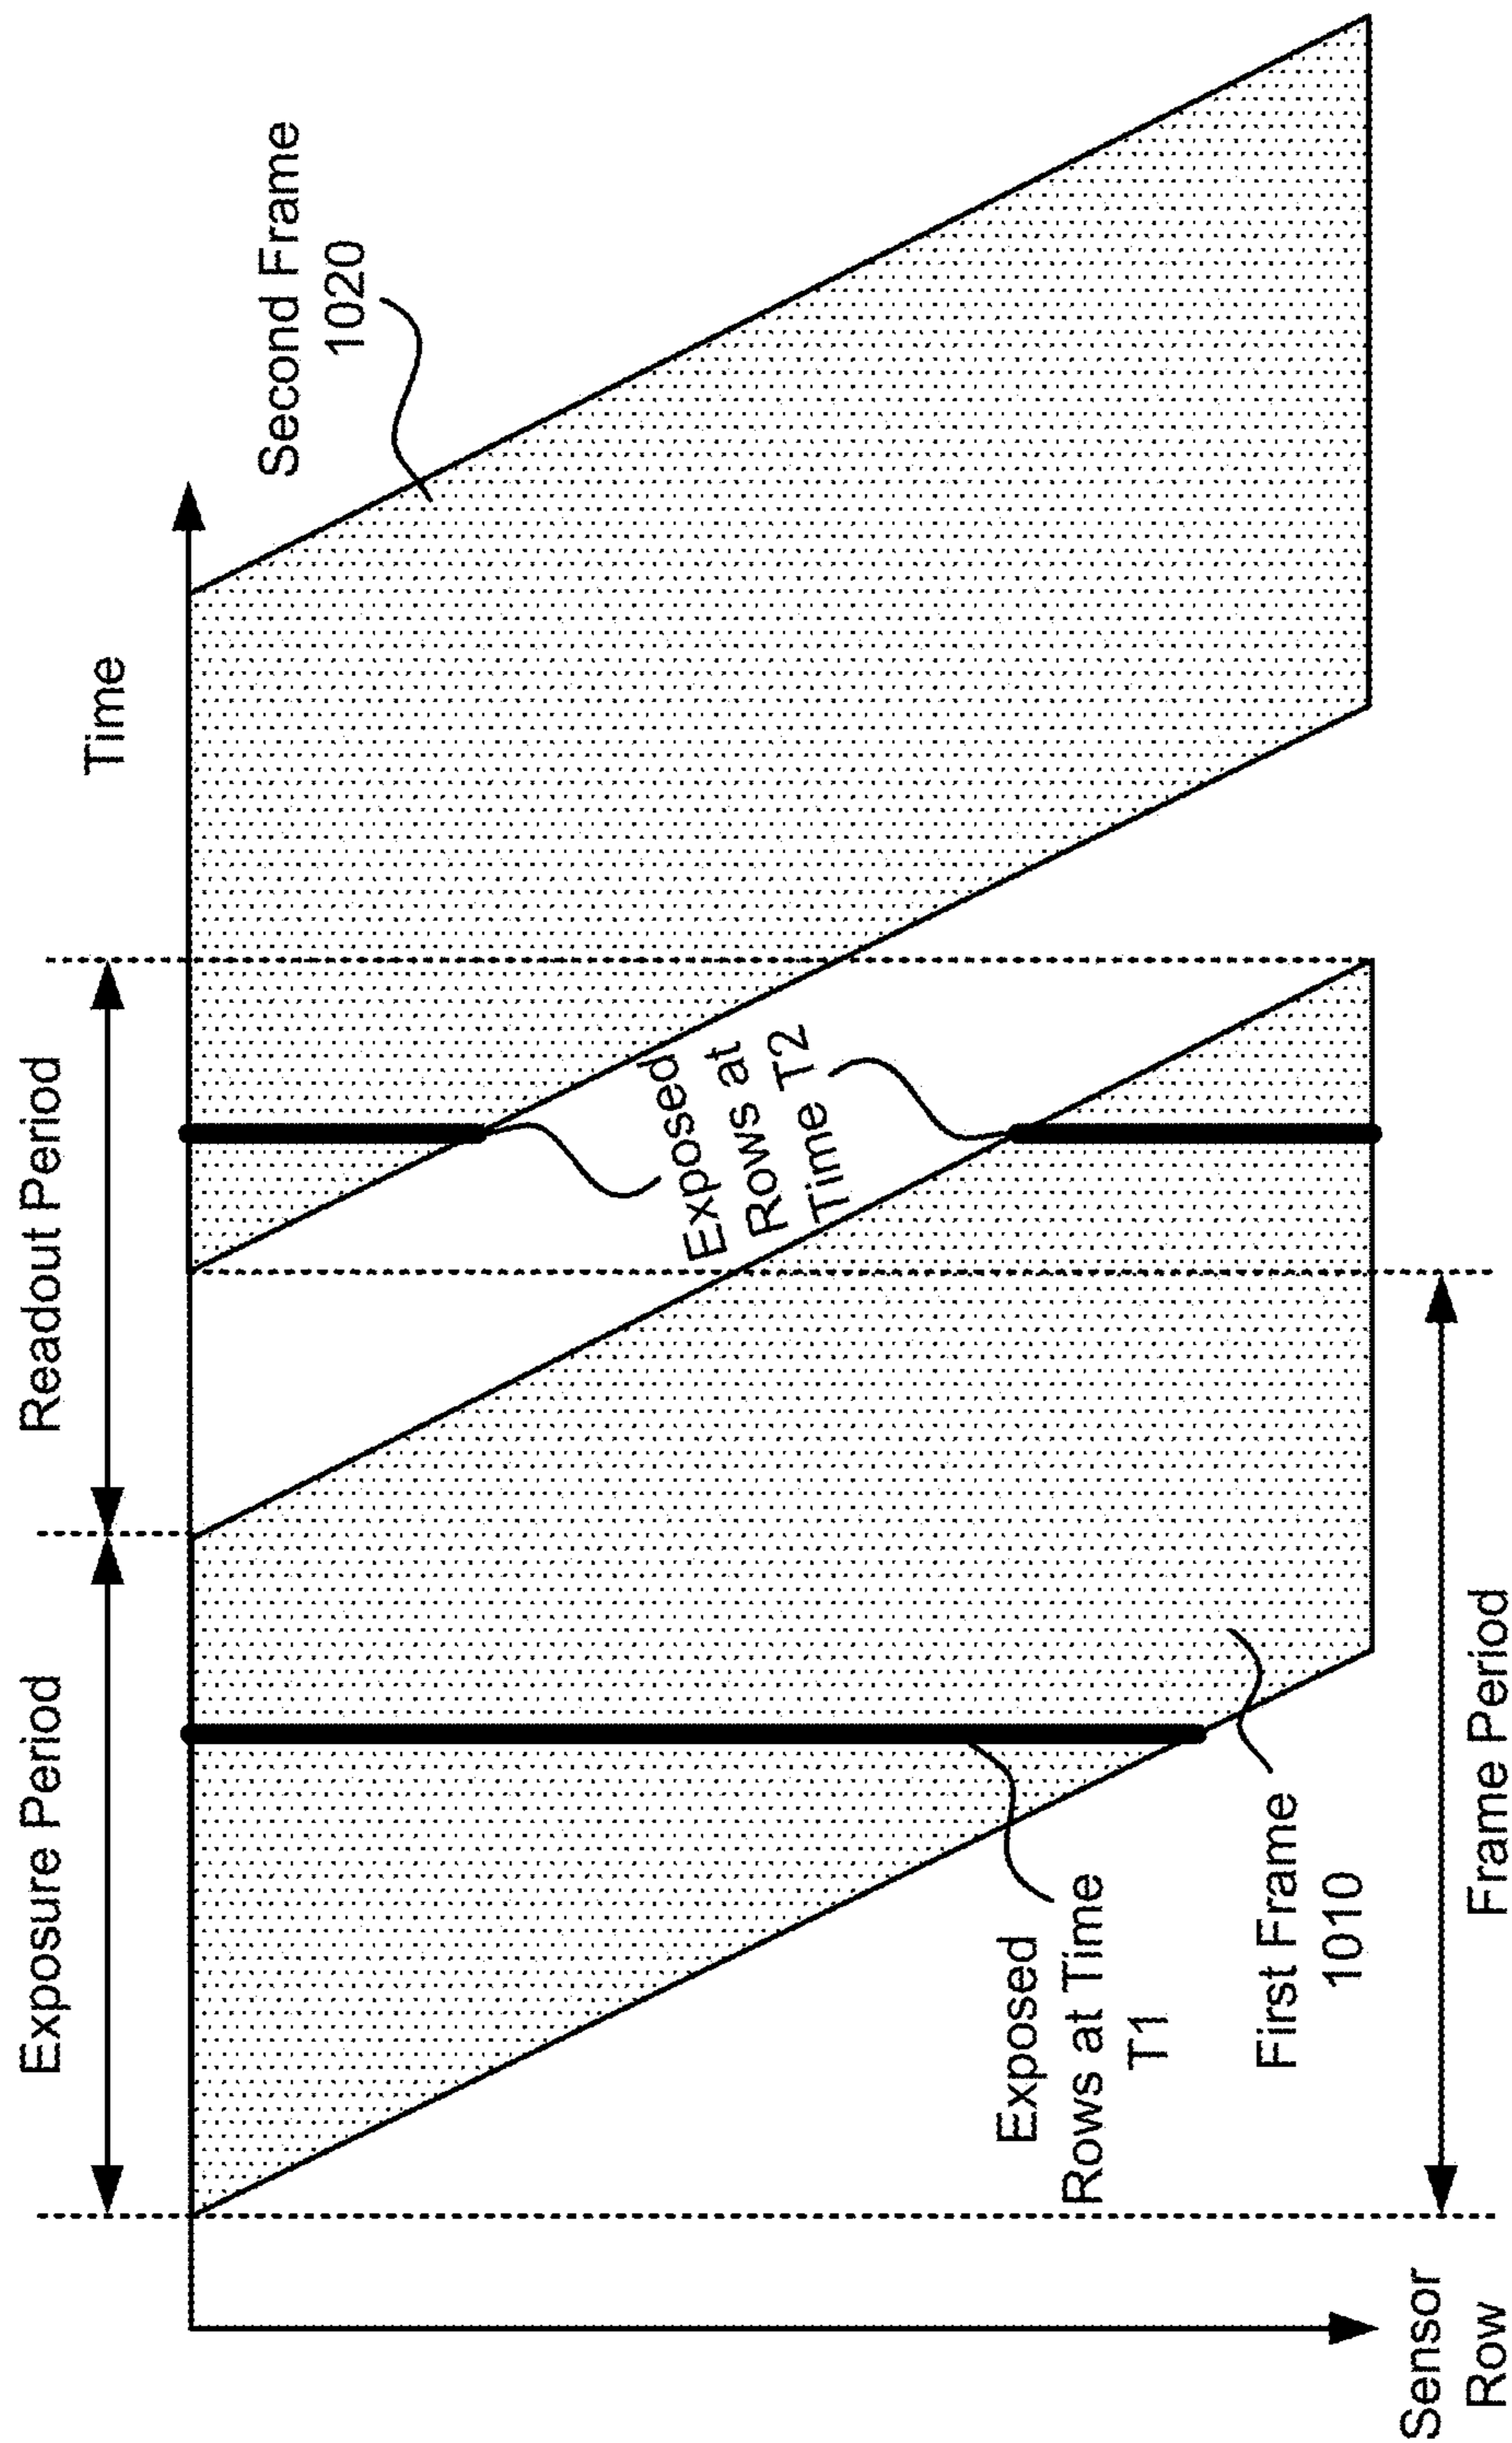 Exposure Period
Readout Period
Time
Second Frame
1020
Exposed
Rows at
Time T2
Exposed
Rows at Time
T1
First Frame
1010
Frame Period
Sensor
Row